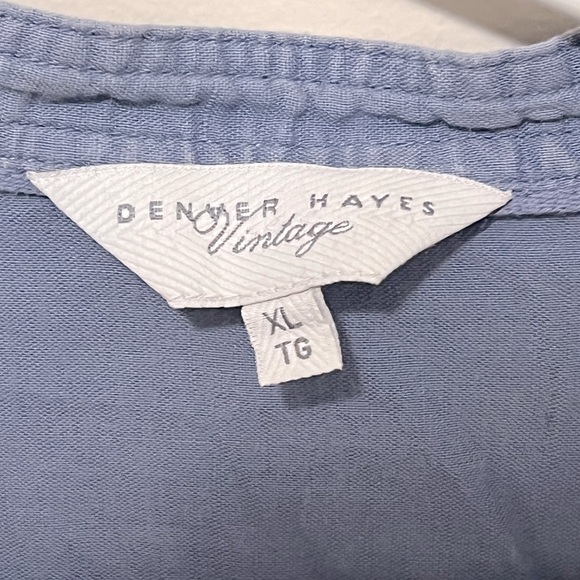 DENVER HAYES
Vintage
XL
TG